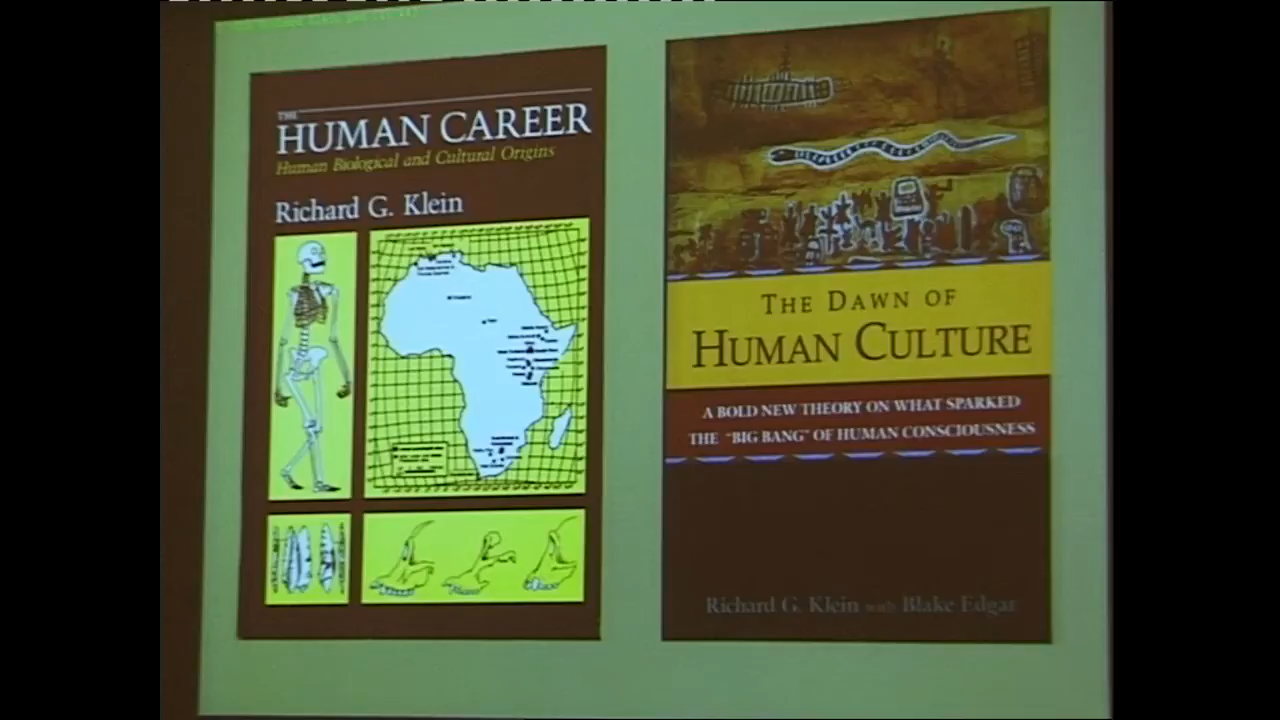 THE
HUMAN CAREER
Human Biological and Cultural Origins
Richard G. Klein
THE DAWN OF
HUMAN CULTURE
A BOLD NEW THEORY ON WHAT SPARKED
THE "BIG BANG" OF HUMAN CONSCIOUSNESS
Richard G. Klein with Blake Edgar